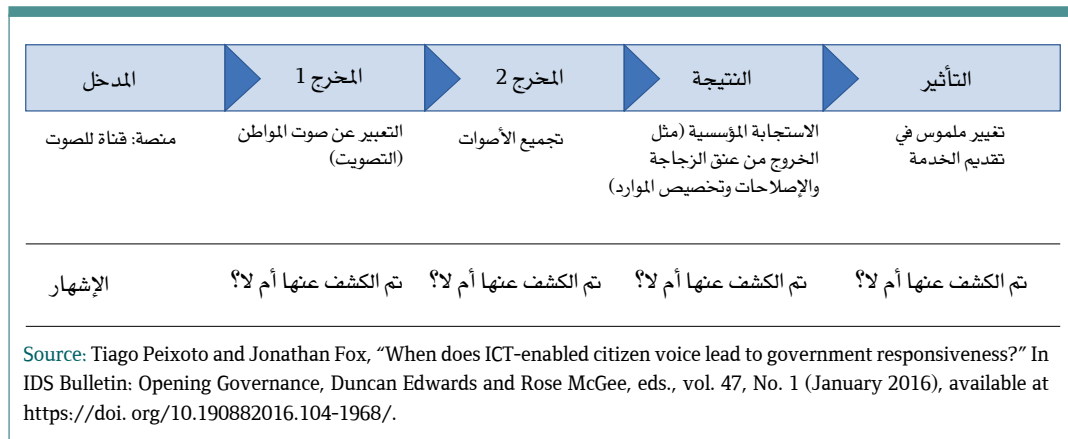 المدخل
المخرج 1
المخرج 2
النتيجة
التأثير
منصة: قناة للصوت
التعبير عن صوت المواطن
(التصويت)
تجميع الأصوات
الاستجابة المؤسسية (مثل
الخروج من عنق الزجاجة
والإصلاحات وتخصيص الموارد)
تغيير ملموس في
تقديم الخدمة
الإشهار
تم الكشف عنها أم لا؟
تم الكشف عنها أم لا؟
تم الكشف عنها أم لا؟
تم الكشف عنها أم لا؟
Source: Tiago Peixoto and Jonathan Fox, “When does ICT-enabled citizen voice lead to government responsiveness?” In
IDS Bulletin: Opening Governance, Duncan Edwards and Rose McGee, eds., vol. 47, No. 1 (January 2016), available at
https://doi. org/10.190882016.104-1968/.